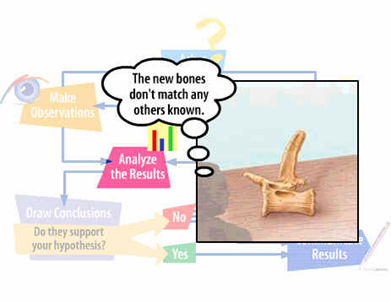 The new bones
don't match any
others known.
Make
Observations
Analyze
the Results
Draw Conclusions
Do they support
your hypothesis?
No
Yes
Results